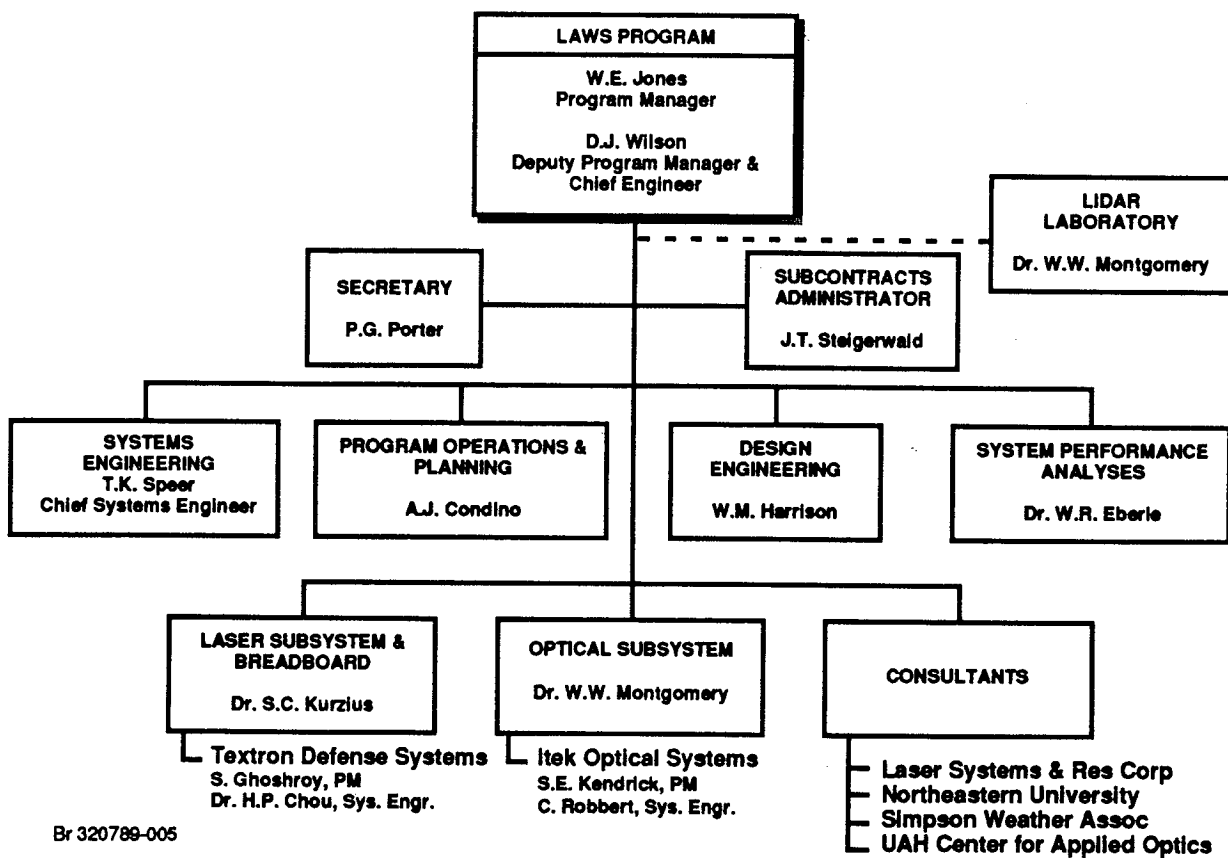 LAWS PROGRAM
W.E. Jones
Program Manager
D.J. Wilson
Deputy Program Manager &
Chief Engineer
LIDAR
LABORATORY
Dr. W.W. Montgomery
SECRETARY
P.G. Porter
SUBCONTRACTS
ADMINISTRATOR
J.T. Steigerwald
SYSTEMS
ENGINEERING
T.K. Speer
Chief Systems Engineer
PROGRAM OPERATIONS &
PLANNING
A.J. Condino
DESIGN
ENGINEERING
W.M. Harrison
SYSTEM PERFORMANCE
ANALYSES
Dr. W.R. Eberle
LASER SUBSYSTEM &
BREADBOARD
Dr. S.C. Kurzius
Textron Defense Systems
S. Ghoshroy, PM
Dr. H.P. Chou, Sys. Engr.
OPTICAL SUBSYSTEM
Dr. W.W. Montgomery
Itek Optical Systems
S.E. Kendrick, PM
C. Robbert, Sys. Engr.
CONSULTANTS
Laser Systems & Res Corp
Northeastern University
Simpson Weather Assoc
UAH Center for Applied Optics
Br 320789-005